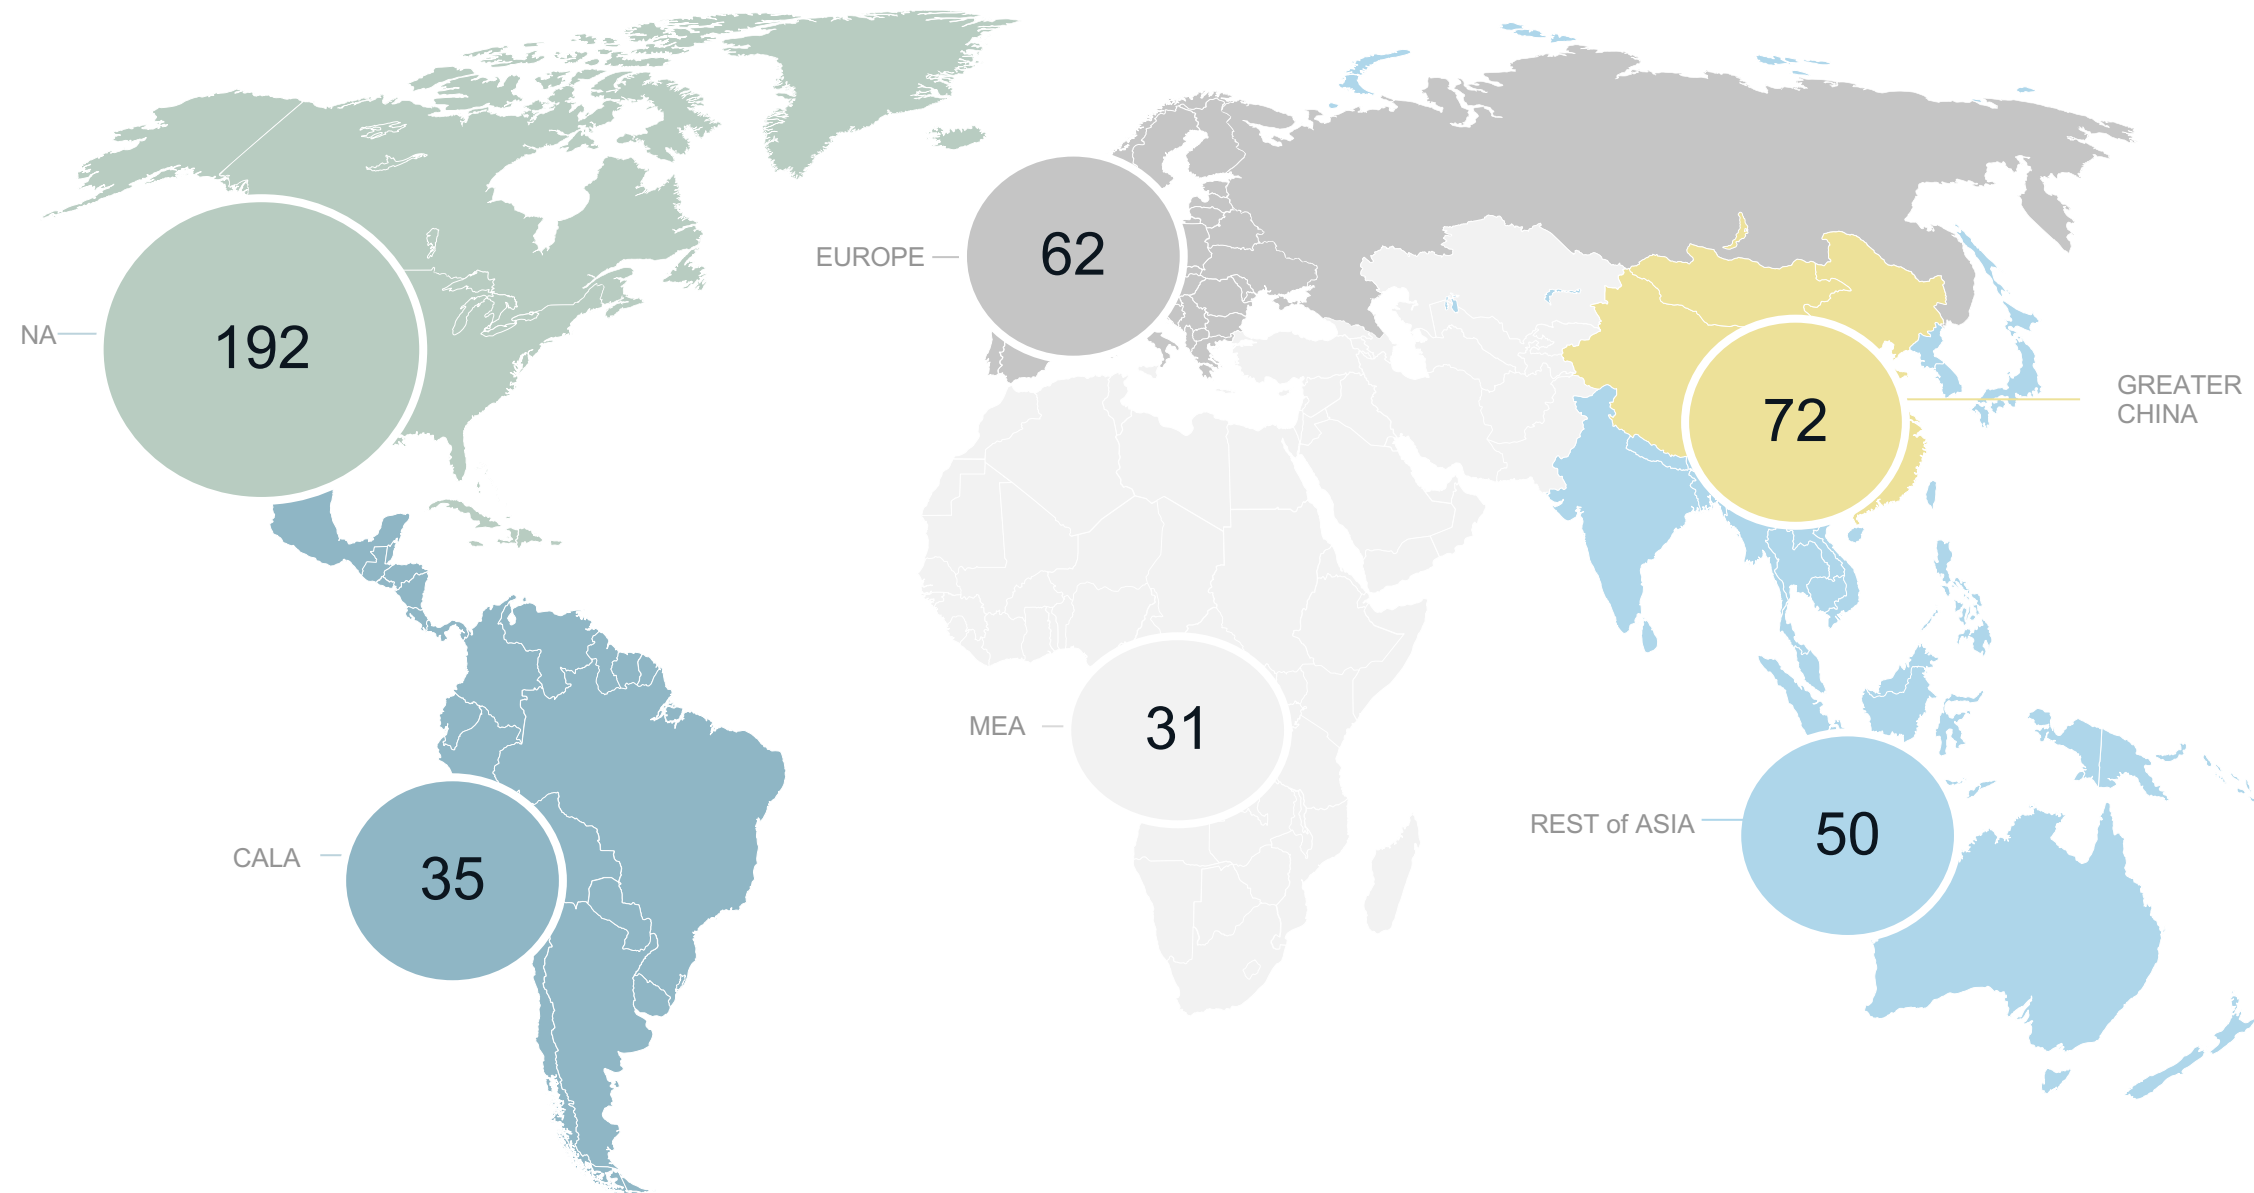 EUROPE
62
NA
192
GREATER
CHINA
72
MEA
31
REST of ASIA
50
CALA
35